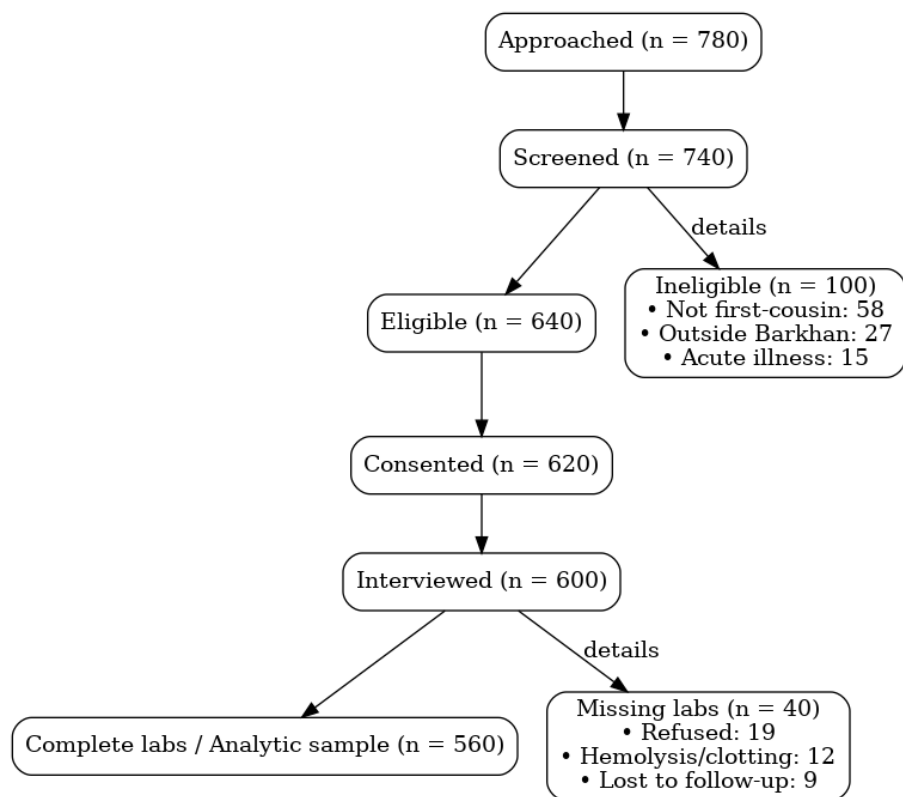 Approached (n = 780)
Screened (n = 740)
details
Ineligible (n = 100)
• Not first-cousin: 58
• Outside Barkhan: 27
• Acute illness: 15
Eligible (n = 640)
Consented (n = 620)
Interviewed (n = 600)
details
Complete labs / Analytic sample (n = 560)
Missing labs (n = 40)
• Refused: 19
• Hemolysis/clotting: 12
• Lost to follow-up: 9